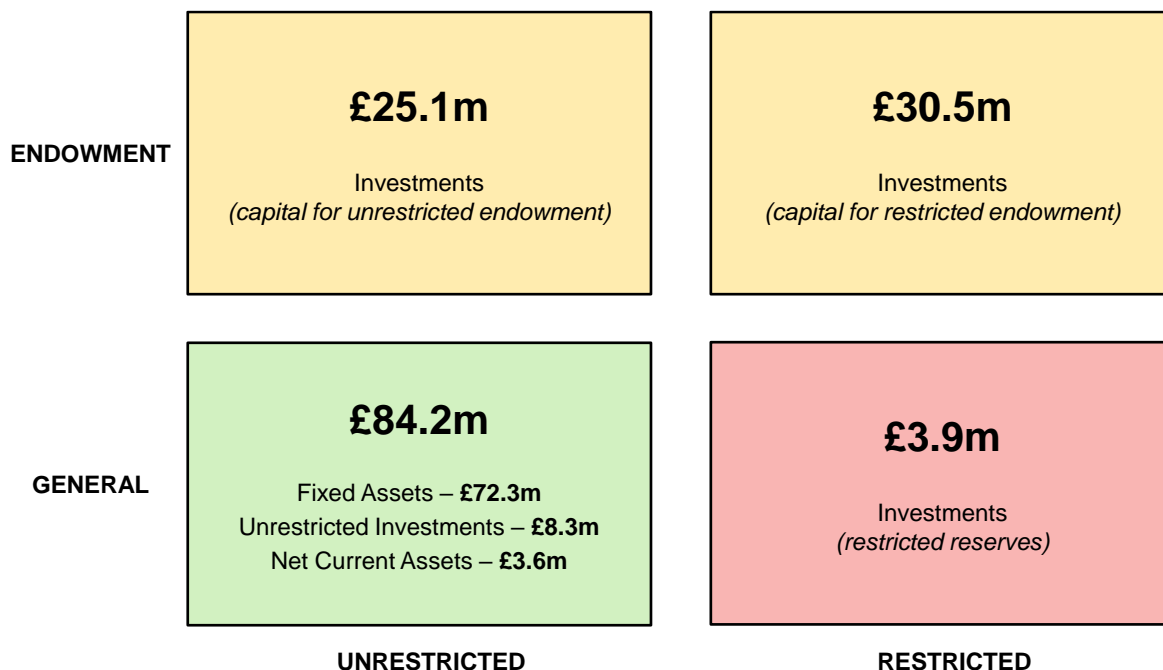 £25.1m
£30.5m
ENDOWMENT
Investments
(capital for unrestricted endowment)
Investments
(capital for restricted endowment)
£84.2m
£3.9m
GENERAL
Fixed Assets – £72.3m
Unrestricted Investments – £8.3m
Net Current Assets – £3.6m
Investments
(restricted reserves)
UNRESTRICTED
RESTRICTED